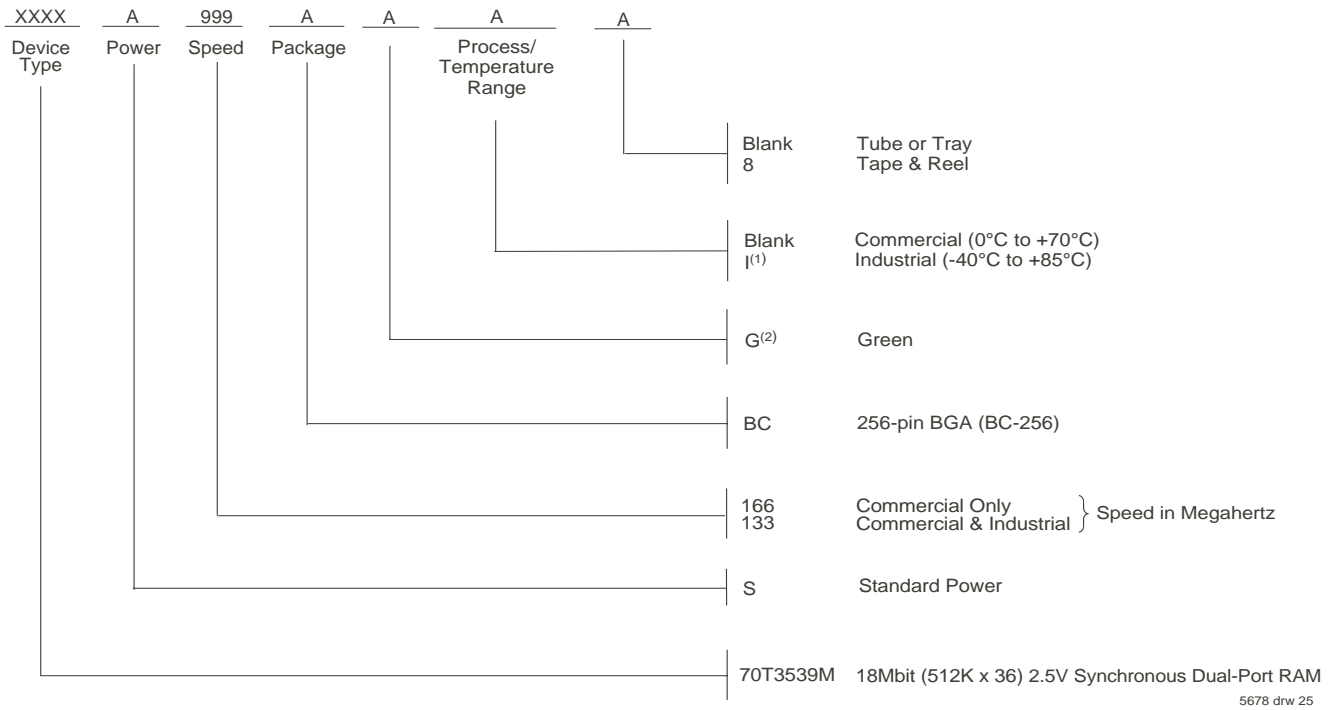 XXXX A 999 A A A A
Device Power Speed Package Process/
Type Temperature
Range
Blank Tube or Tray
8 Tape & Reel
Blank Commercial (0°C to +70°C)
I(1) Industrial (-40°C to +85°C)
G(2) Green
BC 256-pin BGA (BC-256)
166 Commercial Only
133 Commercial & Industrial
Speed in Megahertz
S Standard Power
70T3539M 18Mbit (512K x 36) 2.5V Synchronous Dual-Port RAM
5678 drw 25